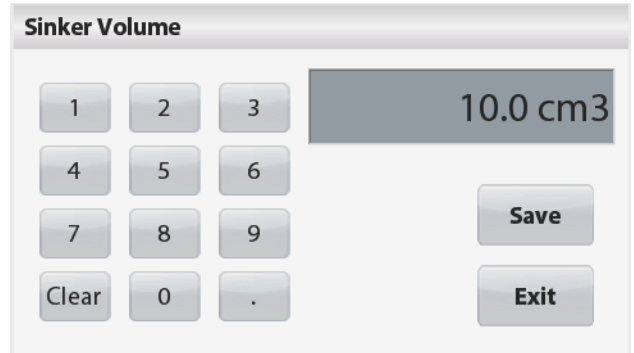 Sinker Volume
1 2 3
10.0 cm3
4 5 6
7 8 9
Save
Clear 0 .
Exit